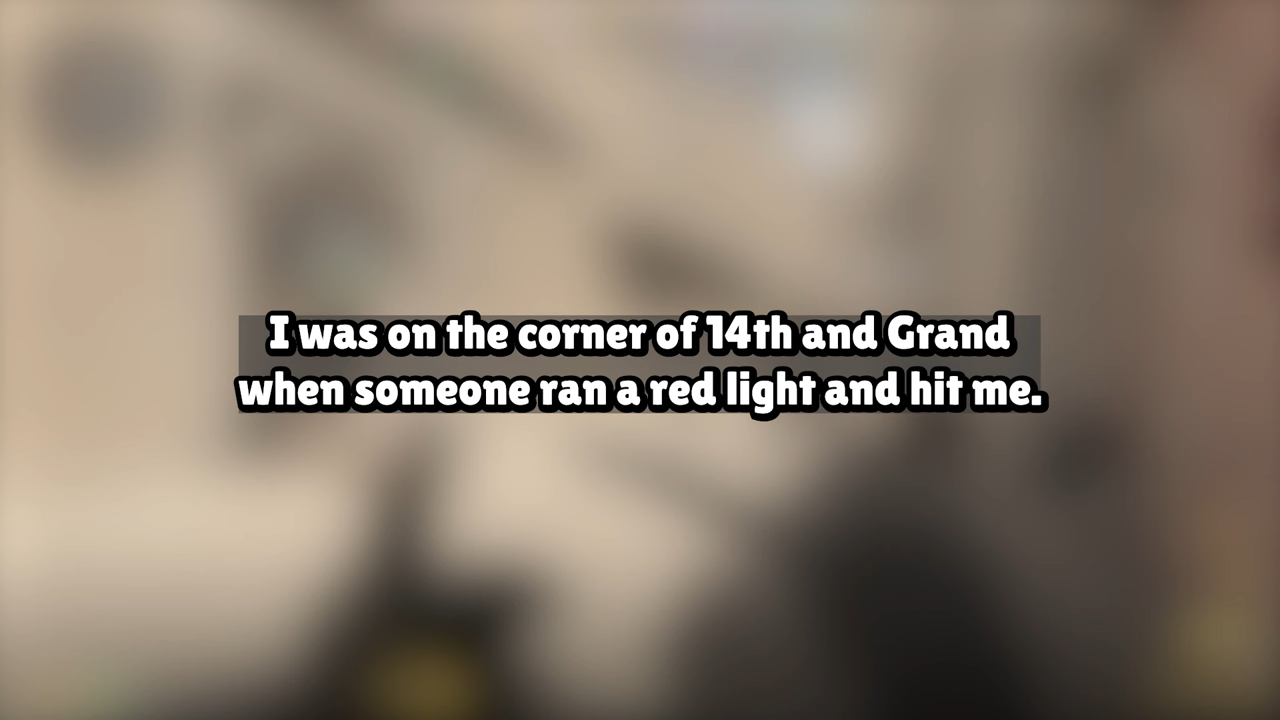 I was on the corner of 14th and Grand
when someone ran a red light and hit me.